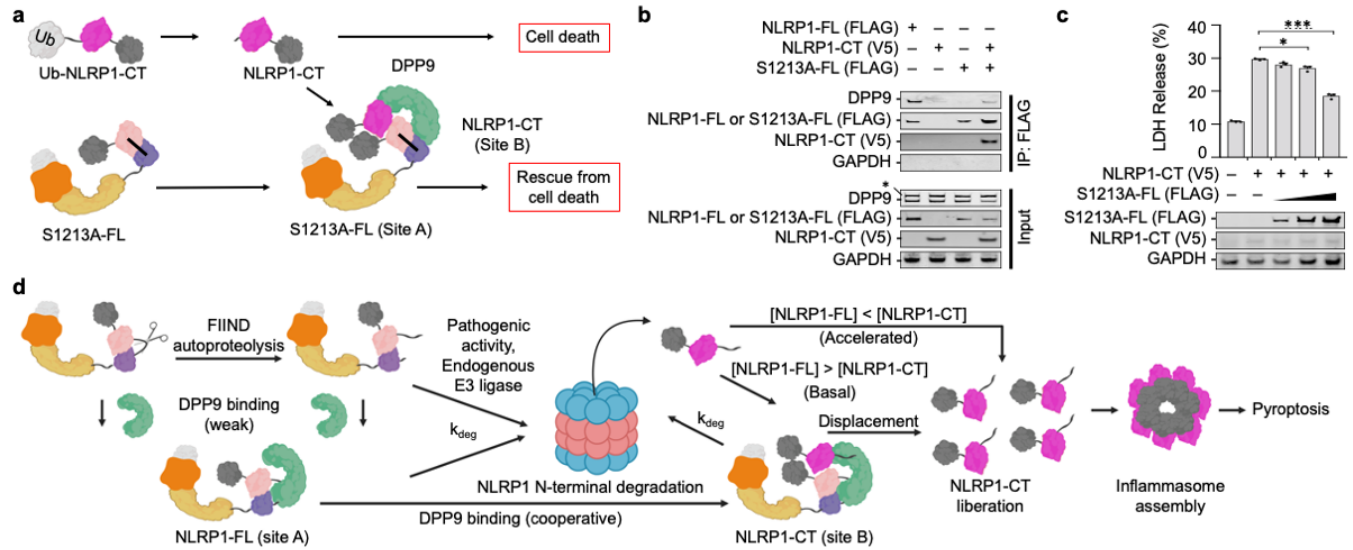 a
Ub
Ub-NLRP1-CT
NLRP1-CT
Cell death
DPP9
NLRP1-CT
(Site B)
Rescue from
cell death
S1213A-FL
S1213A-FL (Site A)
b
NLRP1-FL (FLAG) + – – –
NLRP1-CT (V5) – + – +
S1213A-FL (FLAG) – – + +
DPP9
NLRP1-FL or S1213A-FL (FLAG)
NLRP1-CT (V5)
GAPDH
IP: FLAG
*
DPP9
NLRP1-FL or S1213A-FL (FLAG)
NLRP1-CT (V5)
GAPDH
Input
c
LDH Release (%)
40
30
20
10
0
***
*
NLRP1-CT (V5) – + + + +
S1213A-FL (FLAG) – –
S1213A-FL (FLAG)
NLRP1-CT (V5)
GAPDH
d
FIIND
autoproteolysis
DPP9 binding
(weak)
NLRP1-FL (site A)
Pathogenic
activity,
Endogenous
E3 ligase
kdeg
NLRP1 N-terminal degradation
DPP9 binding (cooperative)
[NLRP1-FL] < [NLRP1-CT]
(Accelerated)
[NLRP1-FL] > [NLRP1-CT]
(Basal)
kdeg
Displacement
NLRP1-CT (site B)
NLRP1-CT
liberation
Inflammasome
assembly
Pyroptosis